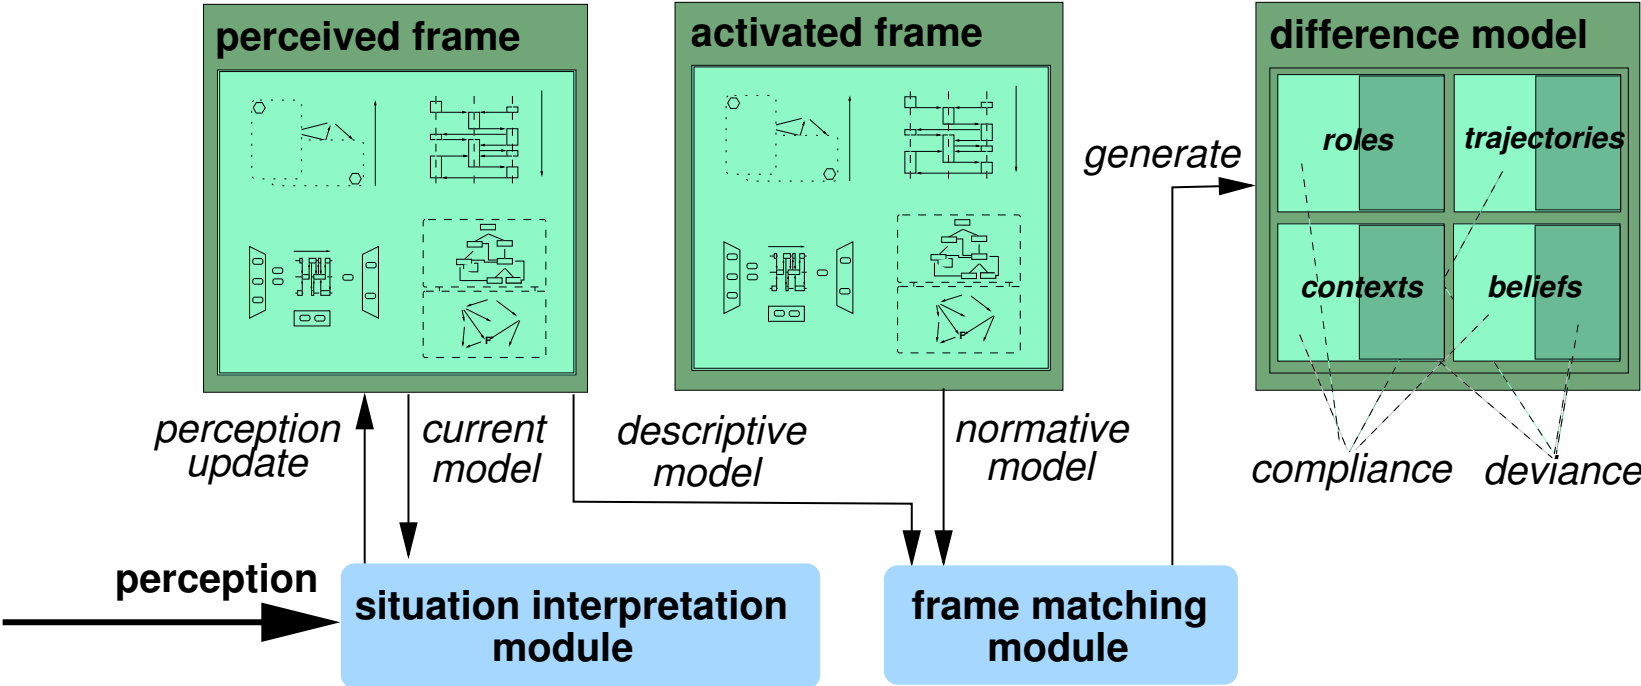 perceived frame
activated frame
difference model
roles
trajectories
contexts
beliefs
generate
perception
update
current
model
descriptive
model
normative
model
compliance
deviance
perception
situation interpretation
module
frame matching
module